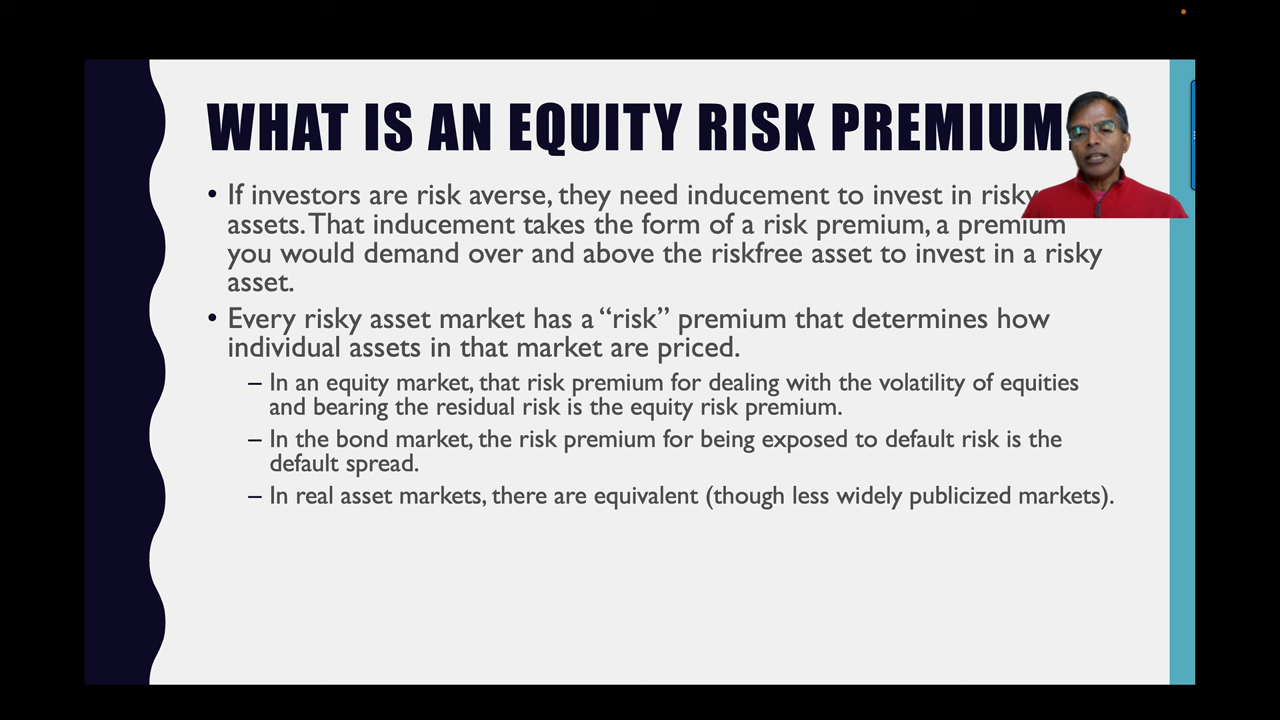 WHAT IS AN EQUITY RISK PREMIUM
• If investors are risk averse, they need inducement to invest in risky
assets. That inducement takes the form of a risk premium, a premium
you would demand over and above the riskfree asset to invest in a risky
asset.
• Every risky asset market has a “risk” premium that determines how
individual assets in that market are priced.
– In an equity market, that risk premium for dealing with the volatility of equities
and bearing the residual risk is the equity risk premium.
– In the bond market, the risk premium for being exposed to default risk is the
default spread.
– In real asset markets, there are equivalent (though less widely publicized markets).